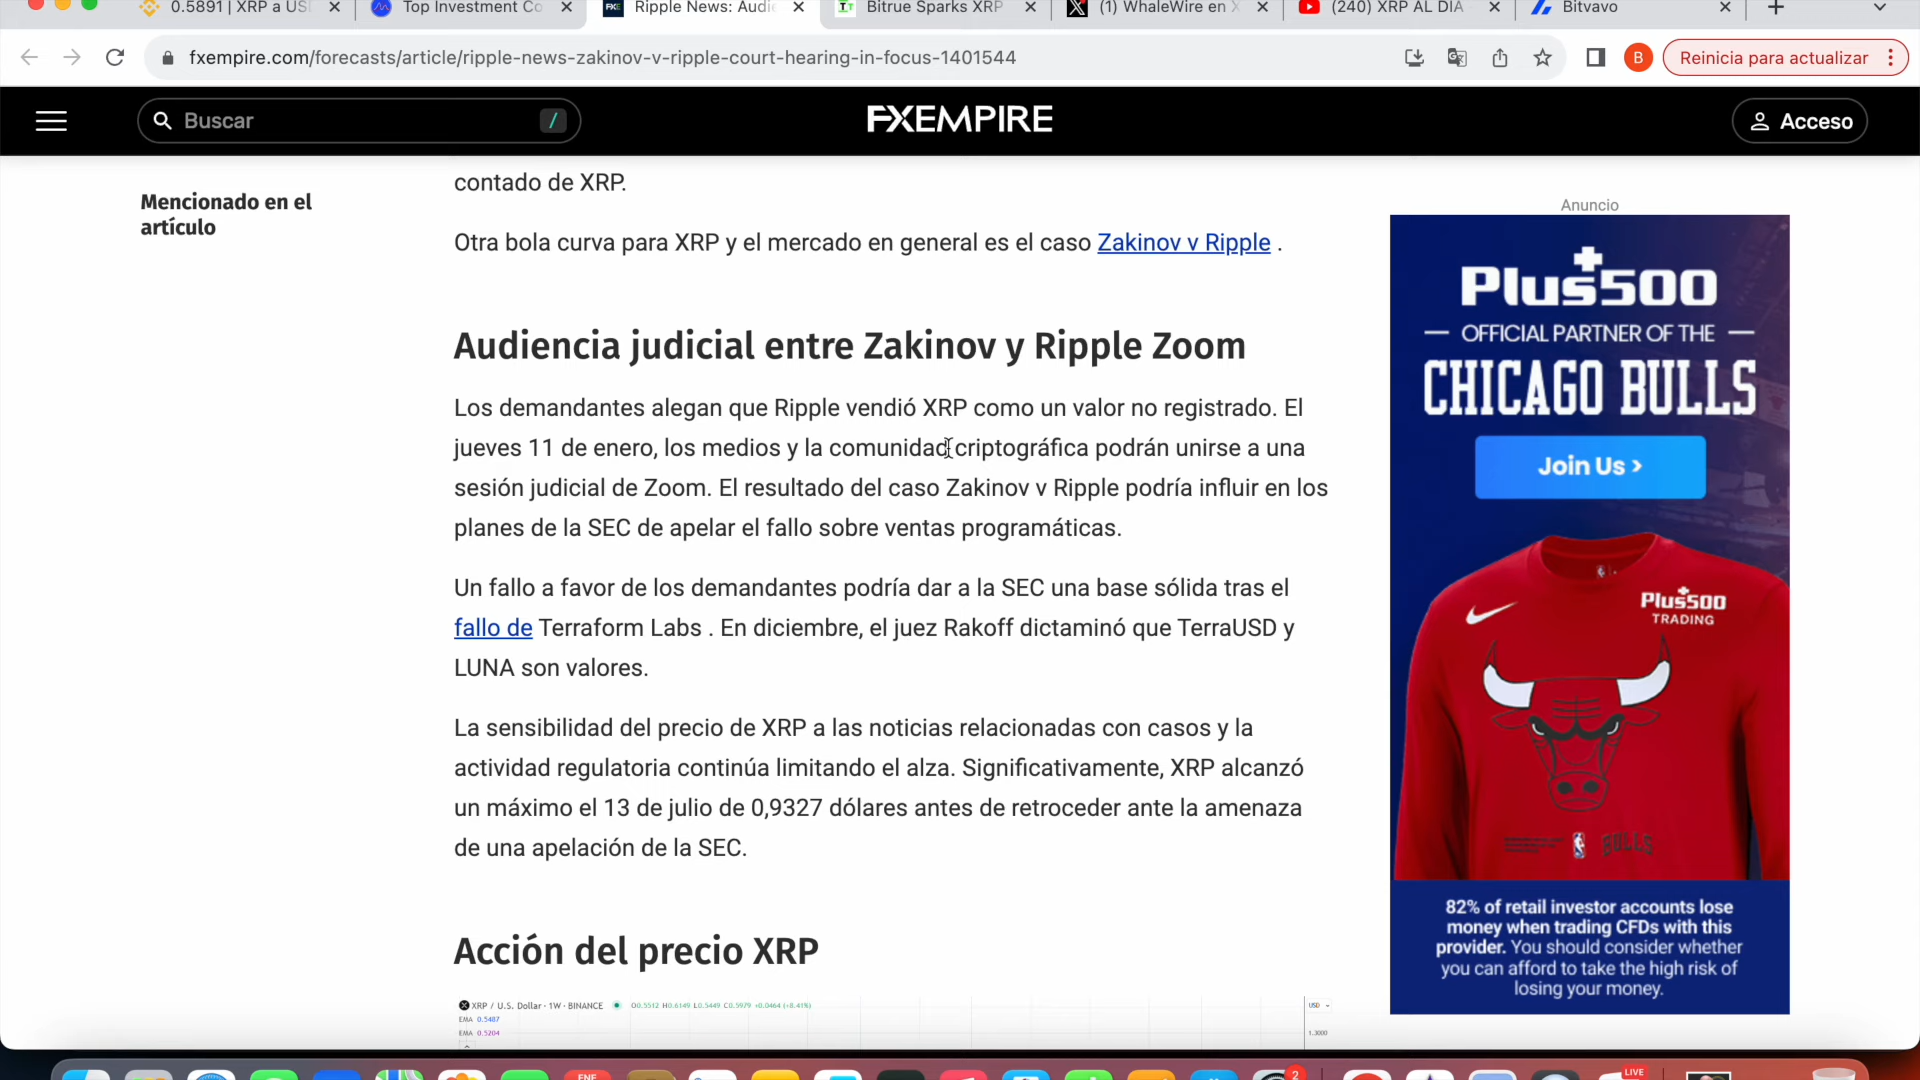 0.5891 | XRP a US
Top Investment Co
Ripple News: Audie
Bitrue Sparks XRP
(1) WhaleWire en X
(240) XRP AL DIA
Bitvavo
fxempire.com/forecasts/article/ripple-news-zakinov-v-ripple-court-hearing-in-focus-1401544
B
Reinicia para actualizar
Buscar
/
FXEMPIRE
Acceso
contado de XRP.
Mencionado en el
artículo
Otra bola curva para XRP y el mercado en general es el caso Zakinov v Ripple .
Audiencia judicial entre Zakinov y Ripple Zoom
Los demandantes alegan que Ripple vendió XRP como un valor no registrado. El
jueves 11 de enero, los medios y la comunidad criptográfica podrán unirse a una
sesión judicial de Zoom. El resultado del caso Zakinov v Ripple podría influir en los
planes de la SEC de apelar el fallo sobre ventas programáticas.
Un fallo a favor de los demandantes podría dar a la SEC una base sólida tras el
fallo de Terraform Labs . En diciembre, el juez Rakoff dictaminó que TerraUSD y
LUNA son valores.
La sensibilidad del precio de XRP a las noticias relacionadas con casos y la
actividad regulatoria continúa limitando el alza. Significativamente, XRP alcanzó
un máximo el 13 de julio de 0,9327 dólares antes de retroceder ante la amenaza
de una apelación de la SEC.
Acción del precio XRP
XRP / U.S. Dollar · 1W · BINANCE O0.5512 H0.6149 L0.5449 C0.5979 +0.0464 (+8.41%)
USD
EMA 0.5487
EMA 0.5204
1.3000
Anuncio
Plus500
OFFICIAL PARTNER OF THE
CHICAGO BULLS
Join Us >
Plus500
TRADING
BULLS
82% of retail investor accounts lose
money when trading CFDs with this
provider. You should consider whether
you can afford to take the high risk of
losing your money.
ENE
2
LIVE